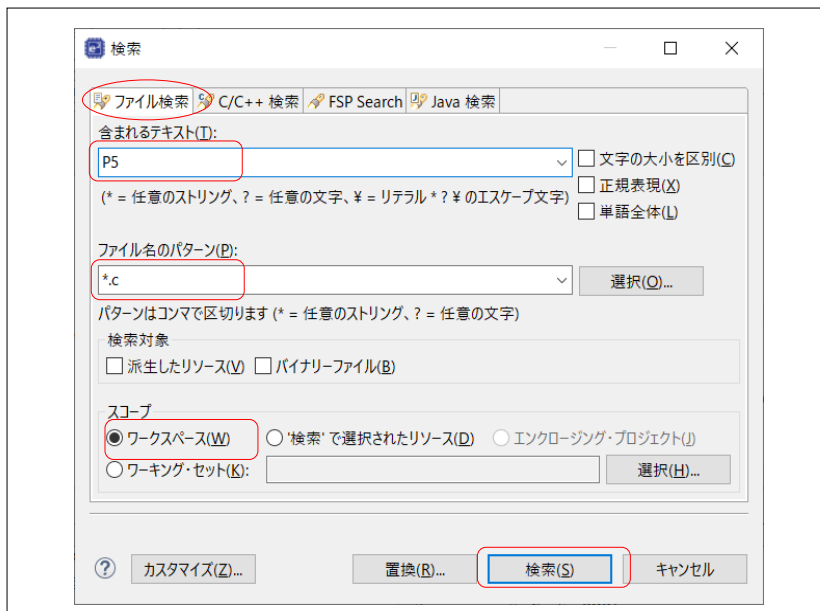 検索
ファイル検索 C/C++ 検索 FSP Search Java 検索
含まれるテキスト(T):
P5
文字の大小を区別(C)
(* = 任意のストリング、? = 任意の文字、¥ = リテラル * ? ¥ のエスケープ文字)
正規表現(X)
単語全体(L)
ファイル名のパターン(P):
*.c
選択(O)...
パターンはコンマで区切ります (* = 任意のストリング、? = 任意の文字)
検索対象
派生したリソース(V) バイナリーファイル(B)
スコープ
ワークスペース(W) '検索' で選択されたリソース(D) エンクロージング・プロジェクト(J)
ワーキング・セット(K): 選択(H)...
? カスタマイズ(Z)... 置換(R)... 検索(S) キャンセル